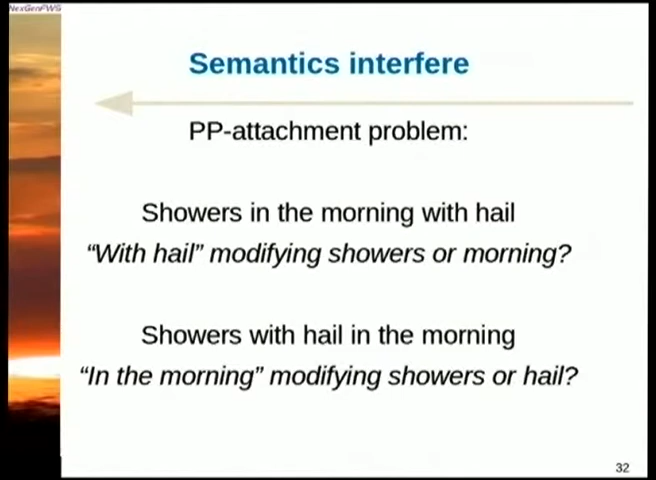 NexGenFWS
Semantics interfere
PP-attachment problem:
Showers in the morning with hail
“With hail” modifying showers or morning?
Showers with hail in the morning
“In the morning” modifying showers or hail?
32